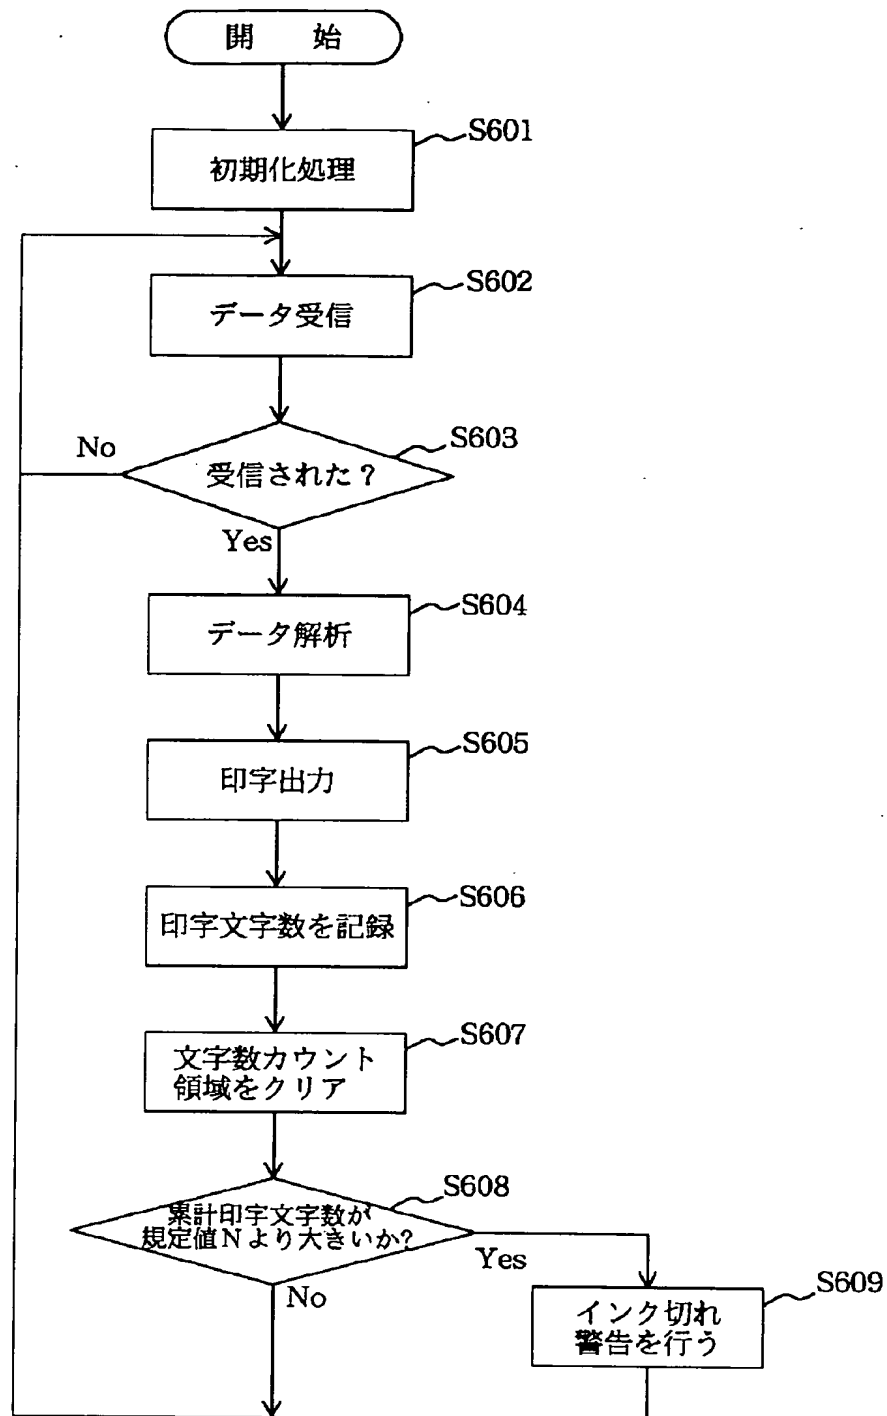 開　始
S601
初期化処理
S602
データ受信
S603
No
受信された？
Yes
S604
データ解析
S605
印字出力
S606
印字文字数を記録
S607
文字数カウント
領域をクリア
S608
累計印字文字数が
規定値Nより大きいか?
Yes
No
S609
インク切れ
警告を行う